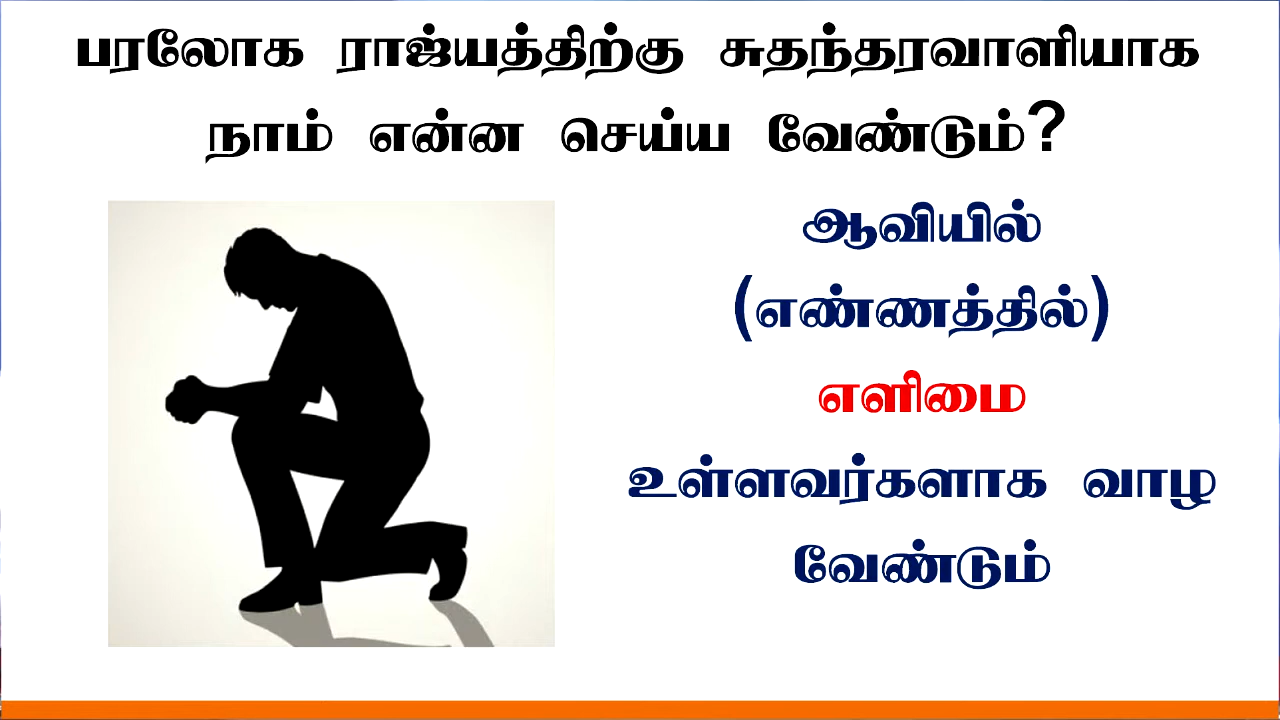 பரலோக ராஜ்யத்திற்கு சுதந்தரவாளியாக
நாம் என்ன செய்ய வேண்டும்?
ஆவியில்
(எண்ணத்தில்)
எளிமை
உள்ளவர்களாக வாழ
வேண்டும்